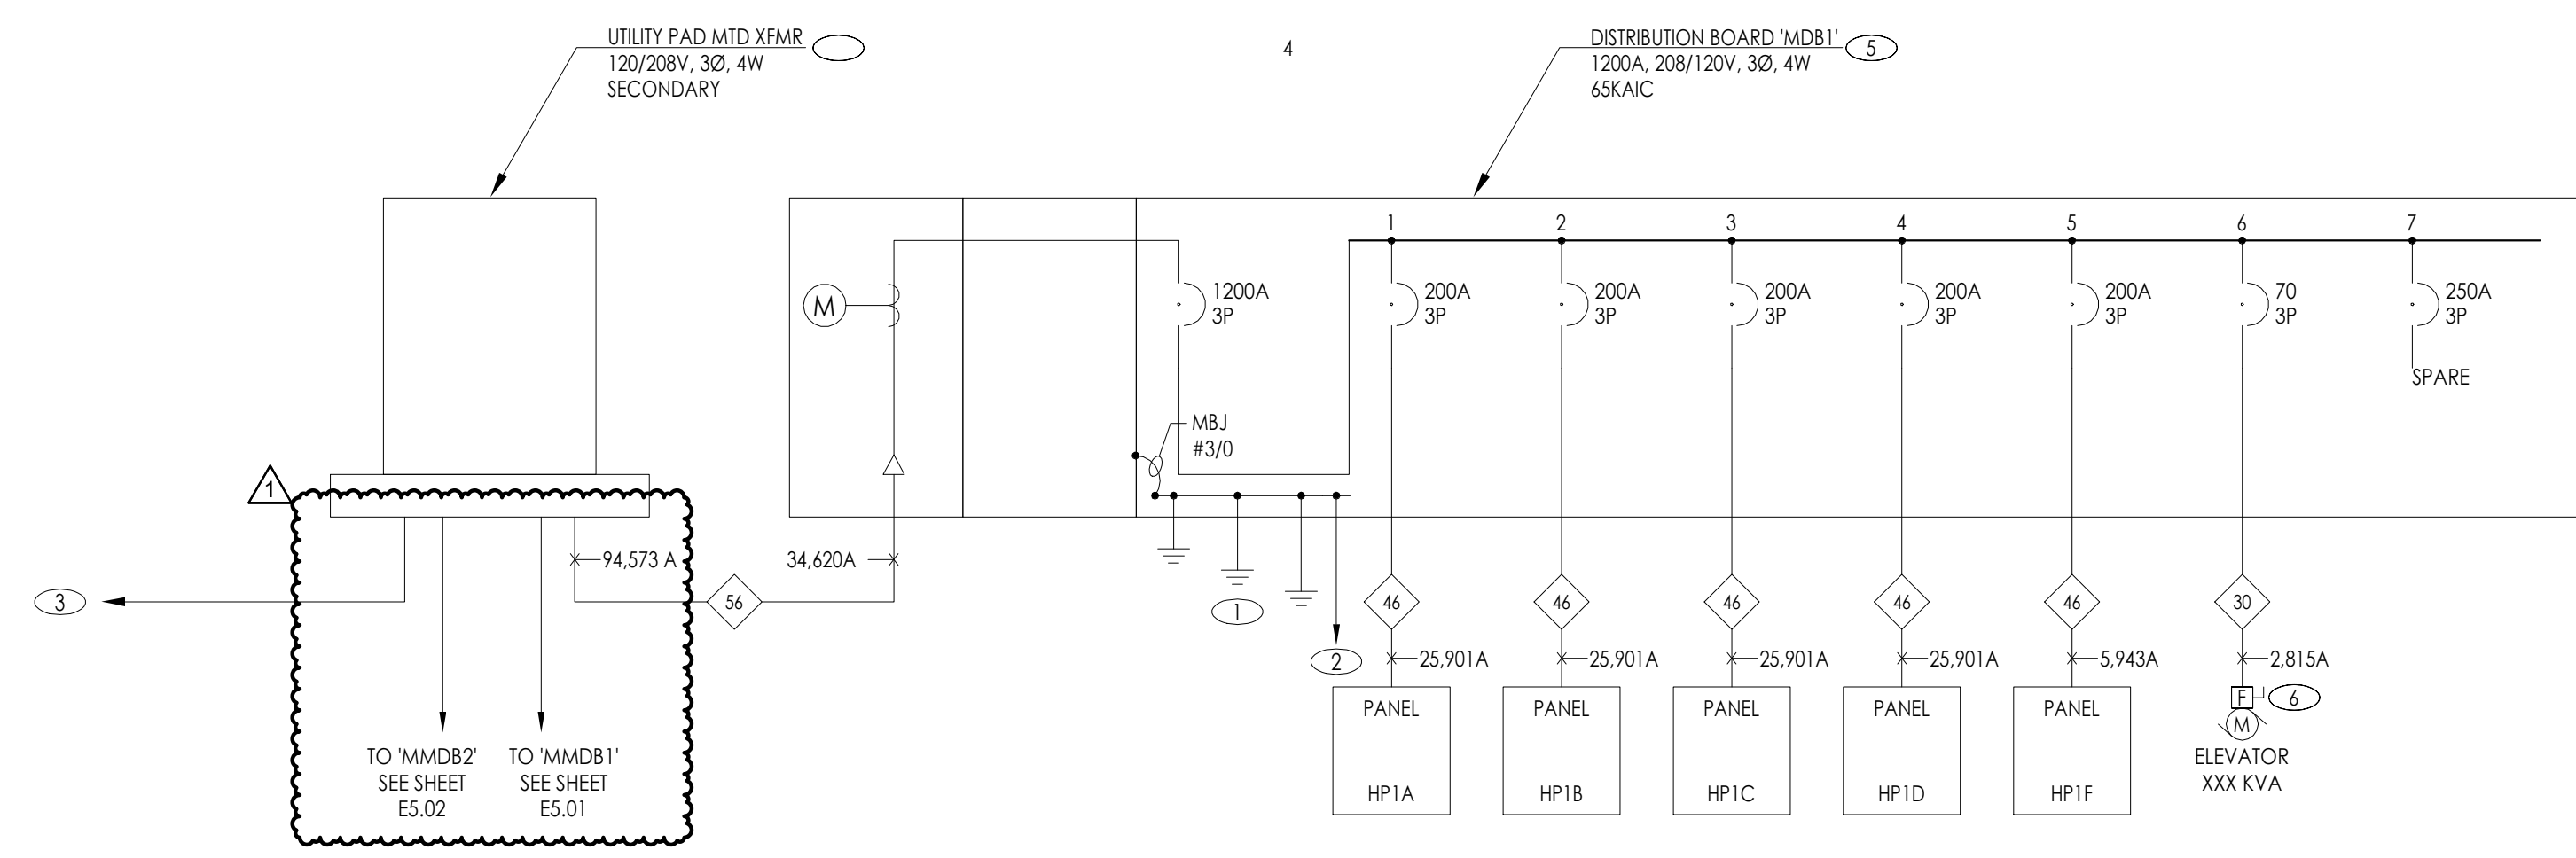 UTILITY PAD MTD XFMR
120/208V, 3Ø, 4W
SECONDARY
4
DISTRIBUTION BOARD 'MDB1'
5
1200A, 208/120V, 3Ø, 4W
65KAIC
1
2
3
4
5
6
7
M
1200A
3P
200A
3P
200A
3P
200A
3P
200A
3P
200A
3P
70
3P
250A
3P
SPARE
MBJ
#3/0
1
94,573 A
34,620A
3
56
1
2
46
46
46
46
46
30
25,901A
25,901A
25,901A
25,901A
5,943A
2,815A
PANEL
HP1A
PANEL
HP1B
PANEL
HP1C
PANEL
HP1D
PANEL
HP1F
F
6
M
ELEVATOR
XXX KVA
TO 'MMDB2'
SEE SHEET
E5.02
TO 'MMDB1'
SEE SHEET
E5.01